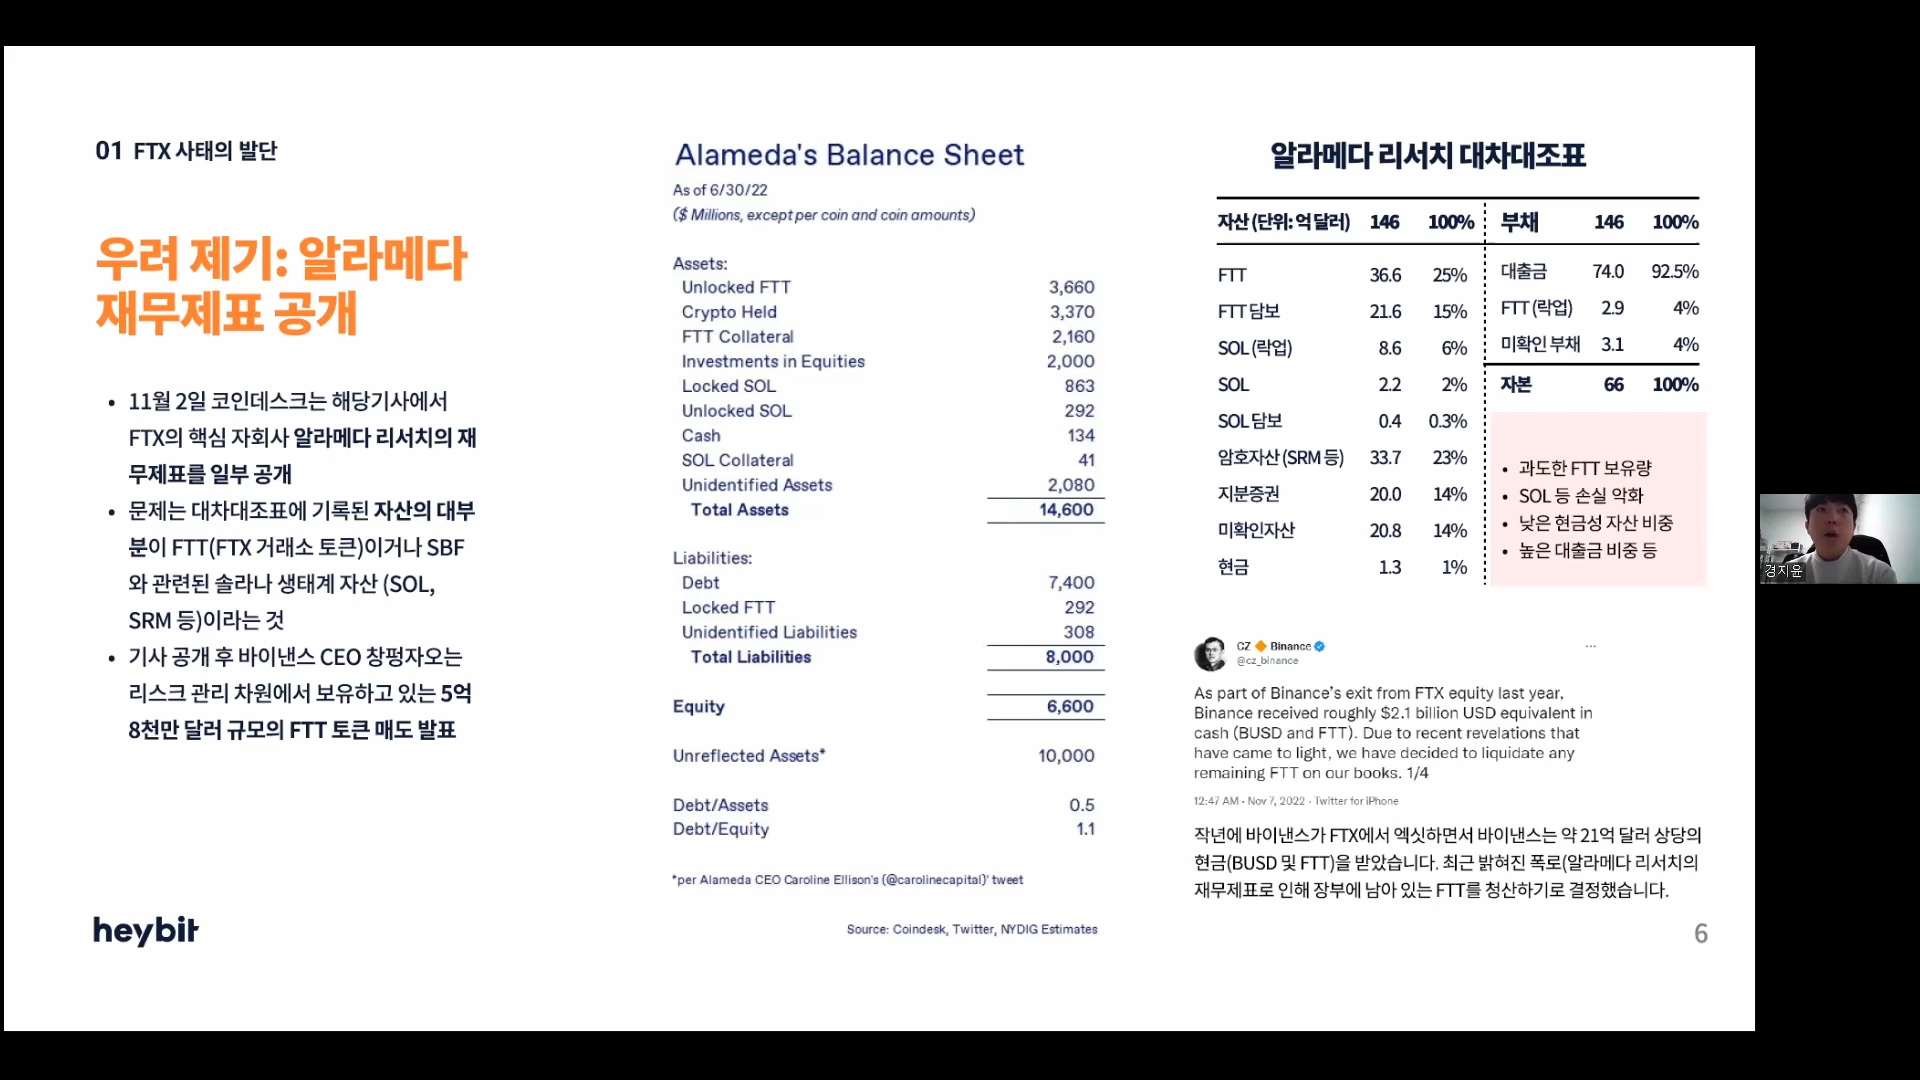 01 FTX 사태의 발단
우려 제기: 알라메다
재무제표 공개
• 11월 2일 코인데스크는 해당기사에서
FTX의 핵심 자회사 알라메다 리서치의 재
무제표를 일부 공개
• 문제는 대차대조표에 기록된 자산의 대부
분이 FTT(FTX 거래소 토큰)이거나 SBF
와 관련된 솔라나 생태계 자산 (SOL,
SRM 등)이라는 것
• 기사 공개 후 바이낸스 CEO 창펑자오는
리스크 관리 차원에서 보유하고 있는 5억
8천만 달러 규모의 FTT 토큰 매도 발표
heybit
Alameda's Balance Sheet
As of 6/30/22
($ Millions, except per coin and coin amounts)
Assets:
Unlocked FTT 3,660
Crypto Held 3,370
FTT Collateral 2,160
Investments in Equities 2,000
Locked SOL 863
Unlocked SOL 292
Cash 134
SOL Collateral 41
Unidentified Assets 2,080
Total Assets 14,600
Liabilities:
Debt 7,400
Locked FTT 292
Unidentified Liabilities 308
Total Liabilities 8,000
Equity 6,600
Unreflected Assets* 10,000
Debt/Assets 0.5
Debt/Equity 1.1
*per Alameda CEO Caroline Ellison's (@carolinecapital)' tweet
Source: Coindesk, Twitter, NYDIG Estimates
알라메다 리서치 대차대조표
자산 (단위: 억 달러) 146 100% 부채 146 100%
FTT 36.6 25% 대출금 74.0 92.5%
FTT 담보 21.6 15% FTT (락업) 2.9 4%
SOL (락업) 8.6 6% 미확인 부채 3.1 4%
SOL 2.2 2% 자본 66 100%
SOL 담보 0.4 0.3%
암호자산 (SRM 등) 33.7 23%
지분증권 20.0 14%
미확인자산 20.8 14%
현금 1.3 1%
• 과도한 FTT 보유량
• SOL 등 손실 악화
• 낮은 현금성 자산 비중
• 높은 대출금 비중 등
CZ 🔶 Binance
@cz_binance
...
As part of Binance's exit from FTX equity last year,
Binance received roughly $2.1 billion USD equivalent in
cash (BUSD and FTT). Due to recent revelations that
have came to light, we have decided to liquidate any
remaining FTT on our books. 1/4
12:47 AM · Nov 7, 2022 · Twitter for iPhone
작년에 바이낸스가 FTX에서 엑싯하면서 바이낸스는 약 21억 달러 상당의
현금(BUSD 및 FTT)을 받았습니다. 최근 밝혀진 폭로(알라메다 리서치의
재무제표로 인해 장부에 남아 있는 FTT를 청산하기로 결정했습니다.
6
경지윤